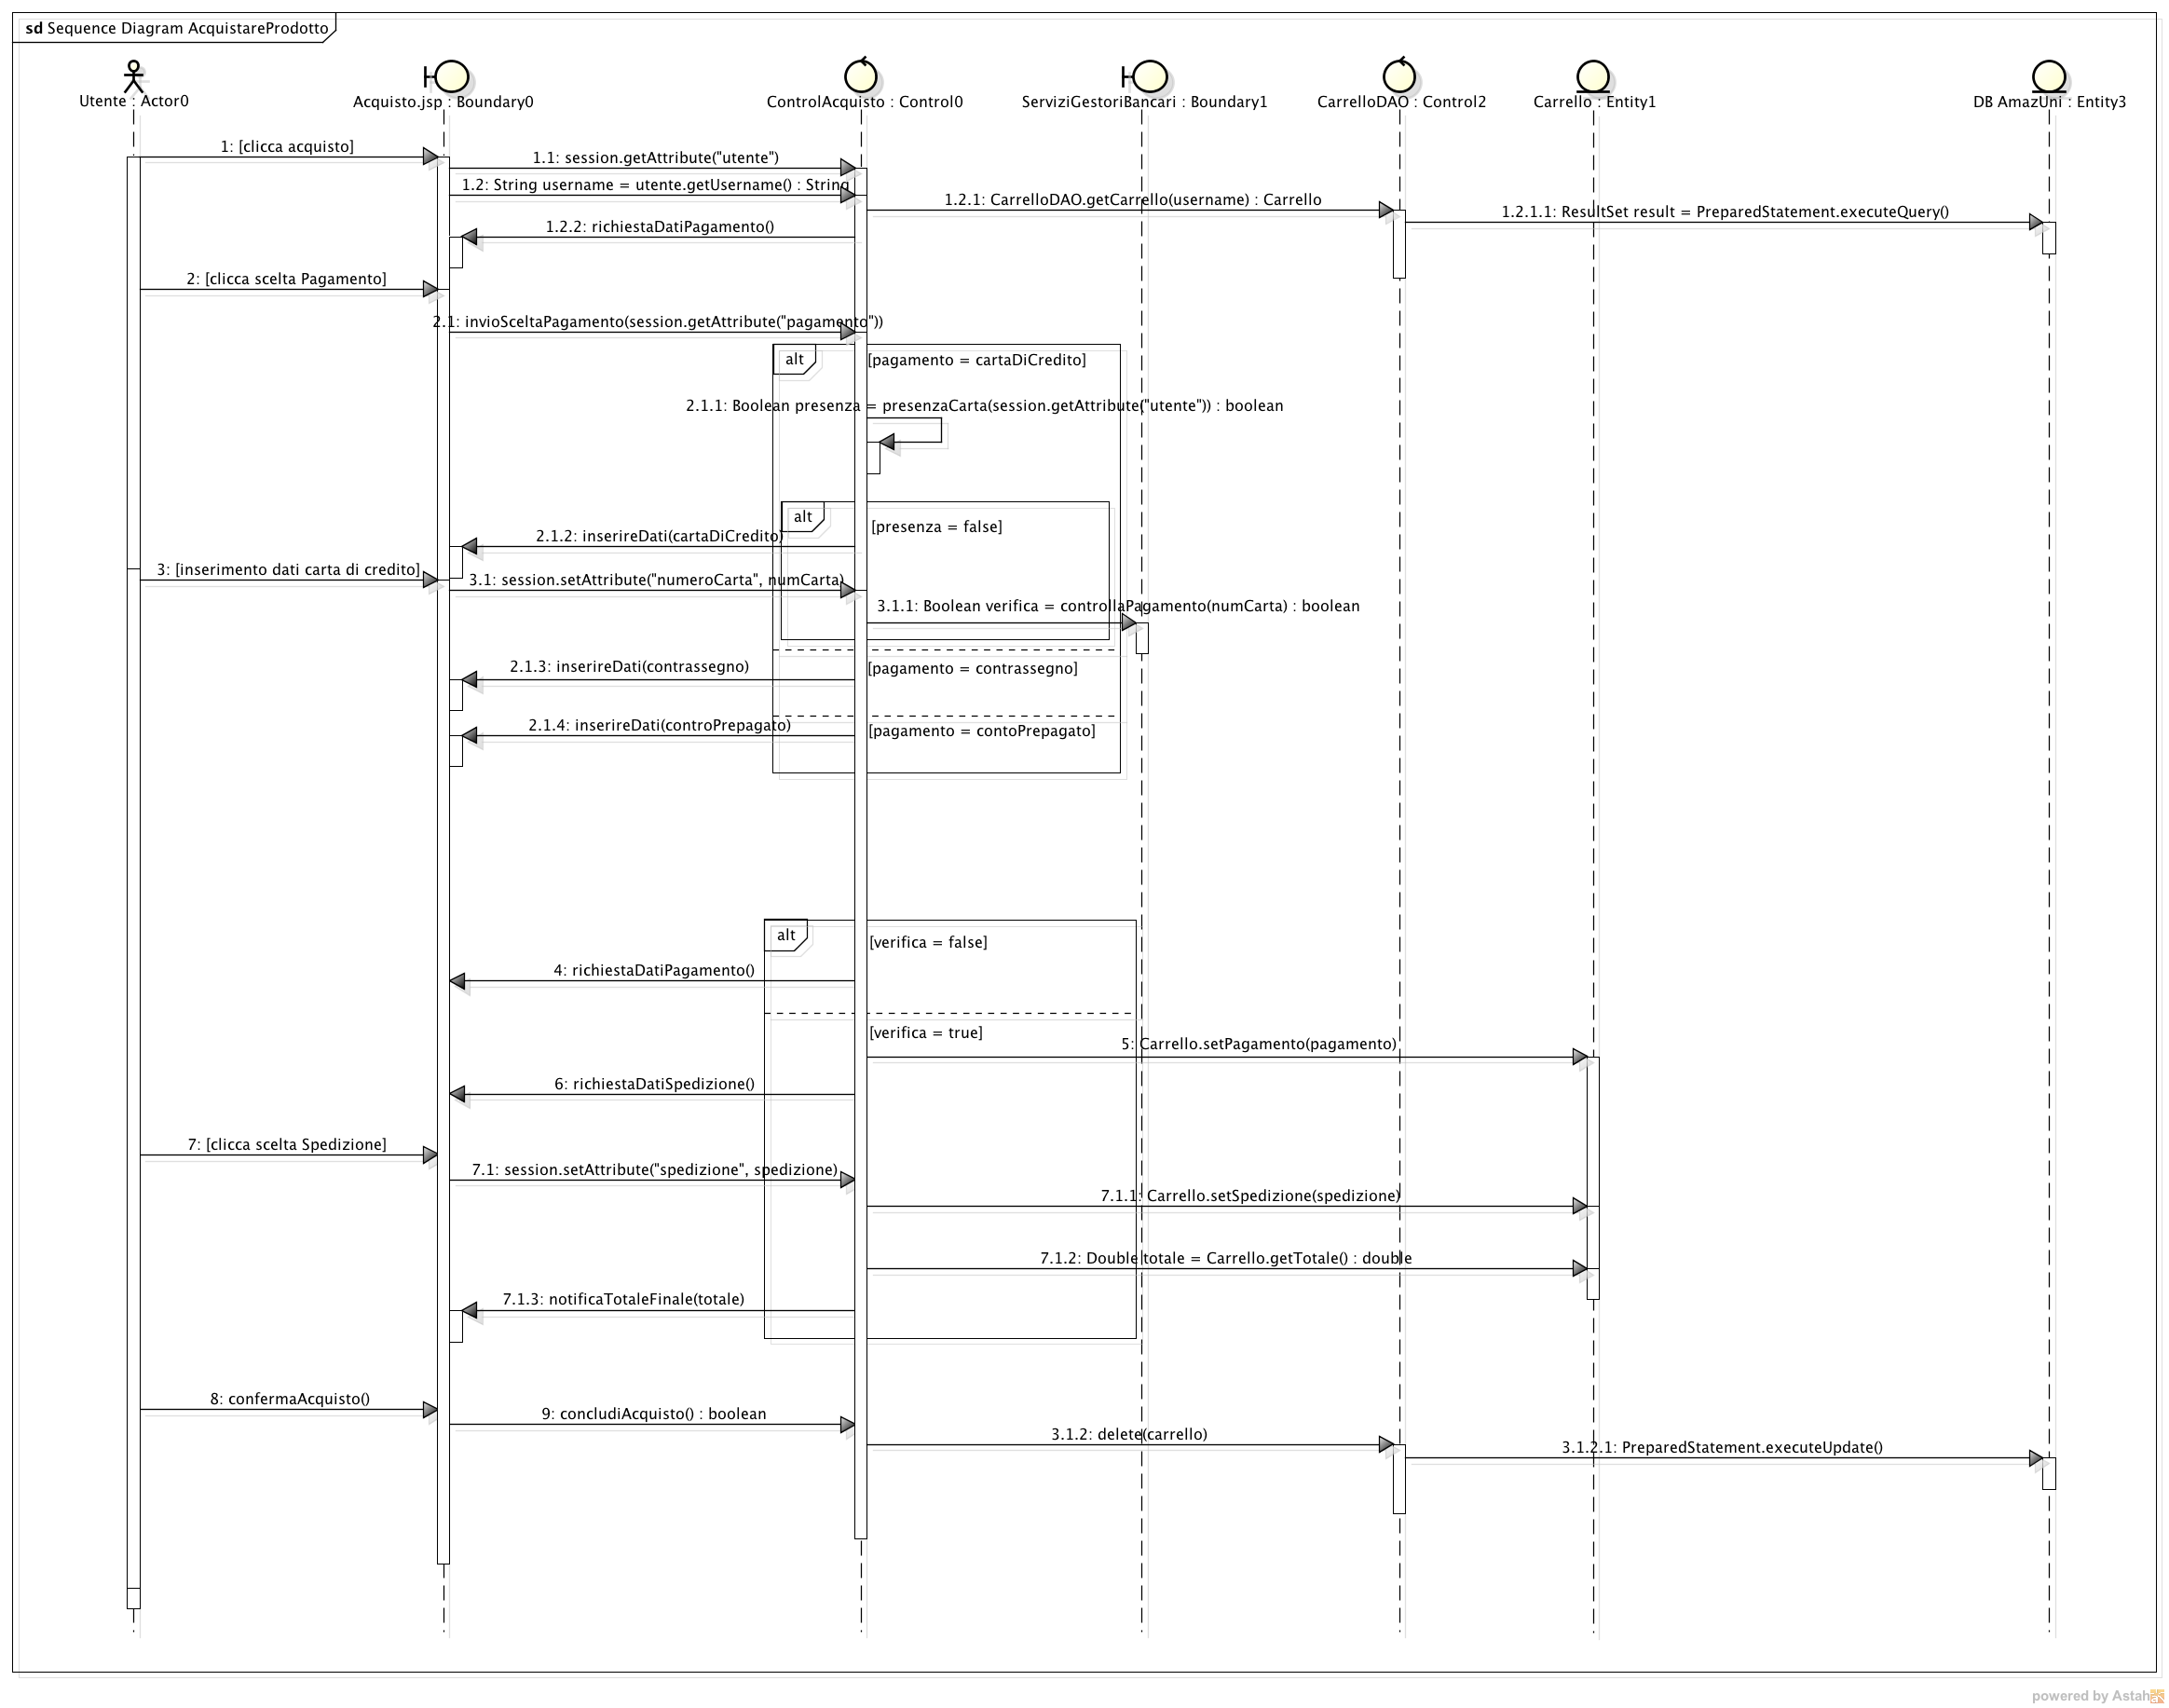 sd Sequence Diagram AcquistareProdotto
Utente : Actor0
Acquisto.jsp : Boundary0
ControlAcquisto : Control0
ServiziGestoriBancari : Boundary1
CarrelloDAO : Control2
Carrello : Entity1
DB AmazUni : Entity3
1: [clicca acquisto]
1.1: session.getAttribute("utente")
1.2: String username = utente.getUsername() : String
1.2.1: CarrelloDAO.getCarrello(username) : Carrello
1.2.1.1: ResultSet result = PreparedStatement.executeQuery()
1.2.2: richiestaDatiPagamento()
2: [clicca scelta Pagamento]
2.1: invioSceltaPagamento(session.getAttribute("pagamento"))
alt
[pagamento = cartaDiCredito]
2.1.1: Boolean presenza = presenzaCarta(session.getAttribute("utente")) : boolean
alt
[presenza = false]
2.1.2: inserireDati(cartaDiCredito)
3: [inserimento dati carta di credito]
3.1: session.setAttribute("numeroCarta", numCarta)
3.1.1: Boolean verifica = controllaPagamento(numCarta) : boolean
2.1.3: inserireDati(contrassegno)
[pagamento = contrassegno]
2.1.4: inserireDati(controPrepagato)
[pagamento = contoPrepagato]
alt
[verifica = false]
4: richiestaDatiPagamento()
[verifica = true]
5: Carrello.setPagamento(pagamento)
6: richiestaDatiSpedizione()
7: [clicca scelta Spedizione]
7.1: session.setAttribute("spedizione", spedizione)
7.1.1: Carrello.setSpedizione(spedizione)
7.1.2: Double totale = Carrello.getTotale() : double
7.1.3: notificaTotaleFinale(totale)
8: confermaAcquisto()
9: concludiAcquisto() : boolean
3.1.2: delete(carrello)
3.1.2.1: PreparedStatement.executeUpdate()
powered by Astah